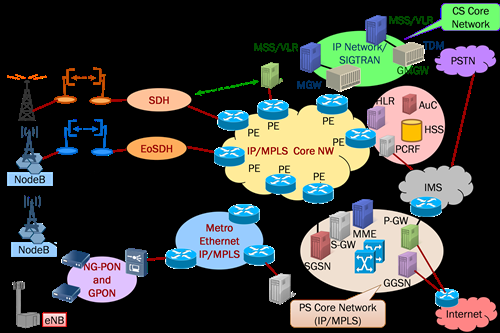 CS Core
Network
MSS/VLR
MSS/VLR
IP Network/
SIGTRAN
TDM
GMGW
MGW
PSTN
SDH
PE
PE
PE
HLR
AuC
HSS
PCRF
PE
PE
EoSDH
IP/MPLS Core NW
NodeB
PE
PE
PE
IMS
NodeB
Metro
Ethernet
IP/MPLS
P-GW
MME
S-GW
SGSN
GGSN
NG-PON
and
GPON
eNB
PS Core Network
(IP/MPLS)
Internet